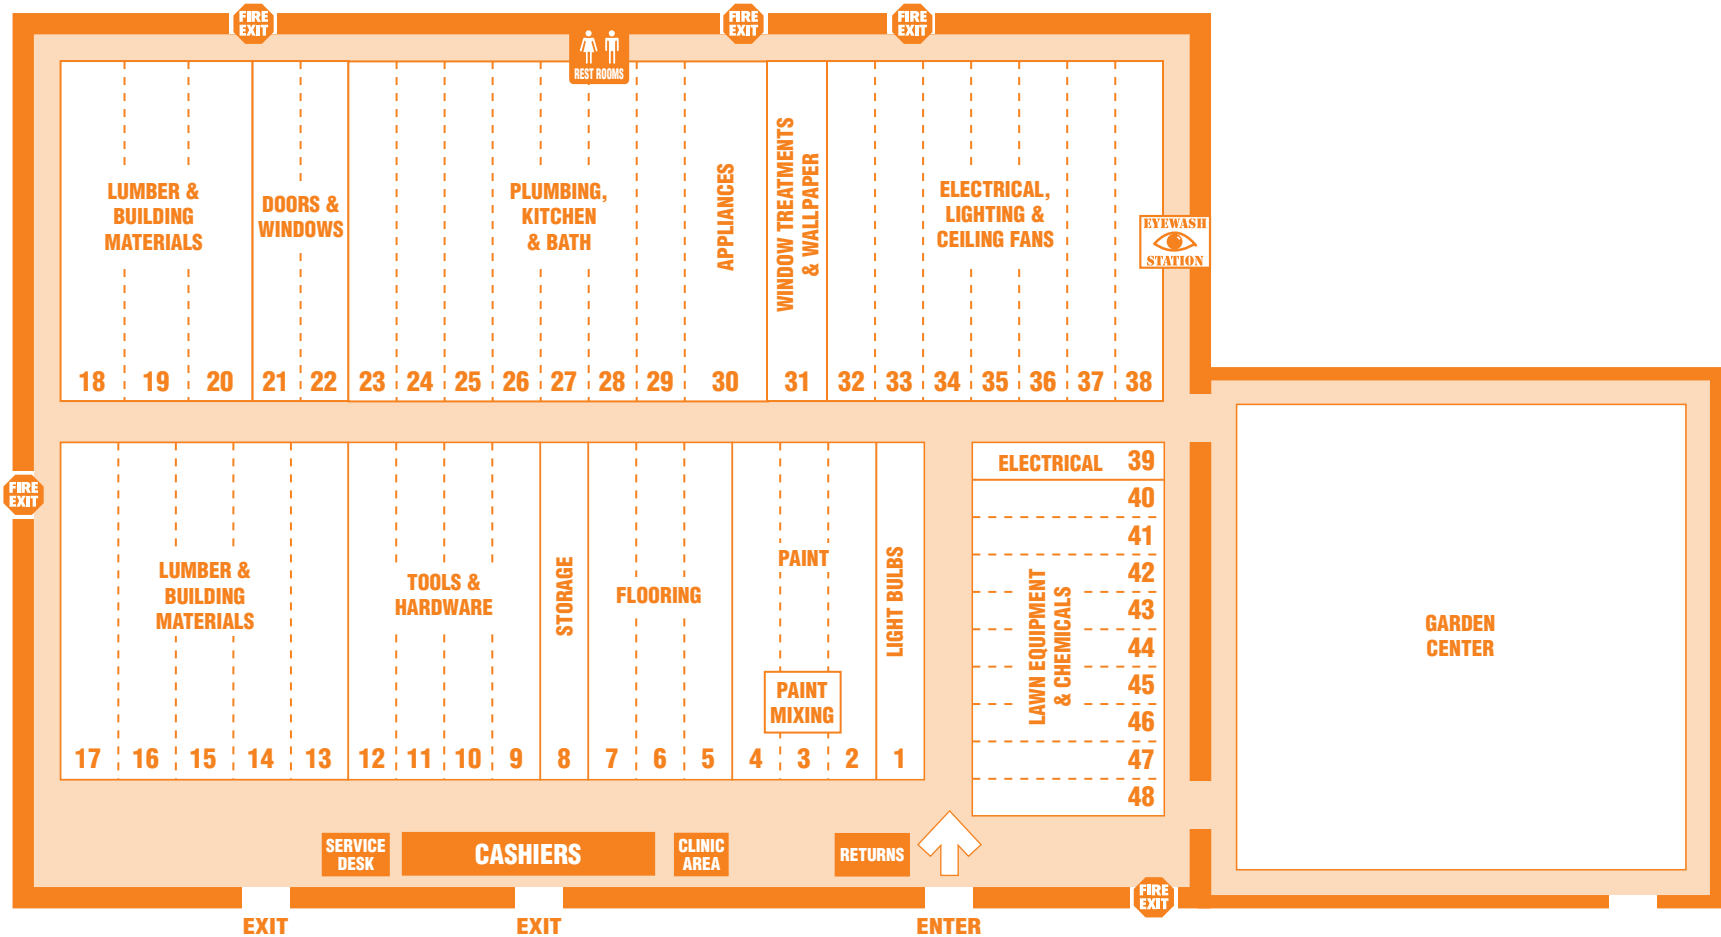 FIRE
EXIT
FIRE
EXIT
FIRE
EXIT
REST ROOMS
LUMBER &
BUILDING
MATERIALS
DOORS &
WINDOWS
PLUMBING,
KITCHEN
& BATH
APPLIANCES
WINDOW TREATMENTS
& WALLPAPER
ELECTRICAL,
LIGHTING &
CEILING FANS
EYEWASH
STATION
18 19 20 21 22 23 24 25 26 27 28 29 30 31 32 33 34 35 36 37 38
FIRE
EXIT
LUMBER &
BUILDING
MATERIALS
TOOLS &
HARDWARE
STORAGE
FLOORING
PAINT
PAINT
MIXING
LIGHT BULBS
17 16 15 14 13 12 11 10 9 8 7 6 5 4 3 2 1
ELECTRICAL 39
40
41
42
43
44
45
46
47
48
LAWN EQUIPMENT
& CHEMICALS
GARDEN
CENTER
SERVICE
DESK
CASHIERS
CLINIC
AREA
RETURNS
FIRE
EXIT
EXIT
EXIT
ENTER